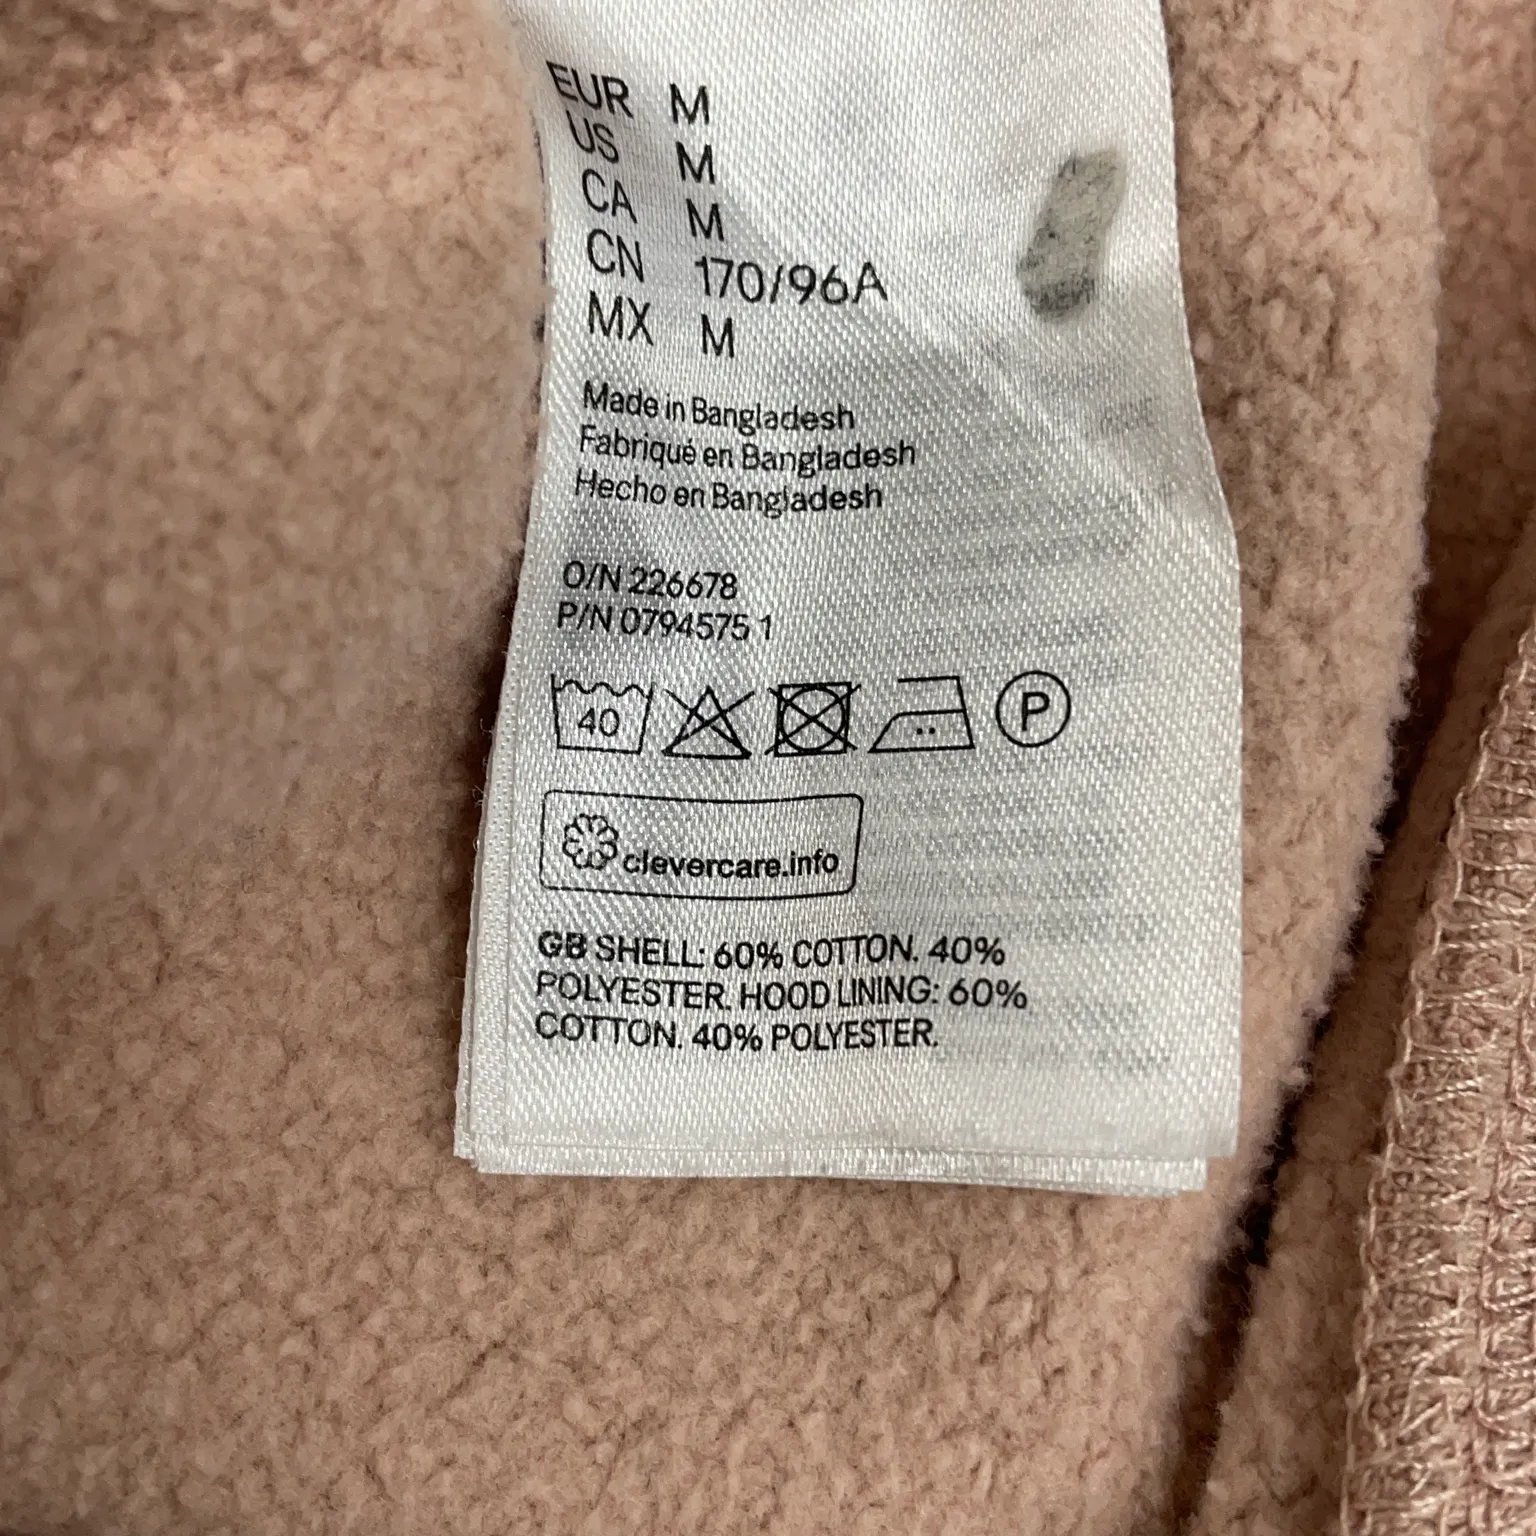 EUR M
US M
CA M
CN 170/96A
MX M
Made in Bangladesh
Fabriqué en Bangladesh
Hecho en Bangladesh
O/N 226678
P/N 0794575 1
40
P
clevercare.info
GB SHELL: 60% COTTON. 40%
POLYESTER. HOOD LINING: 60%
COTTON. 40% POLYESTER.